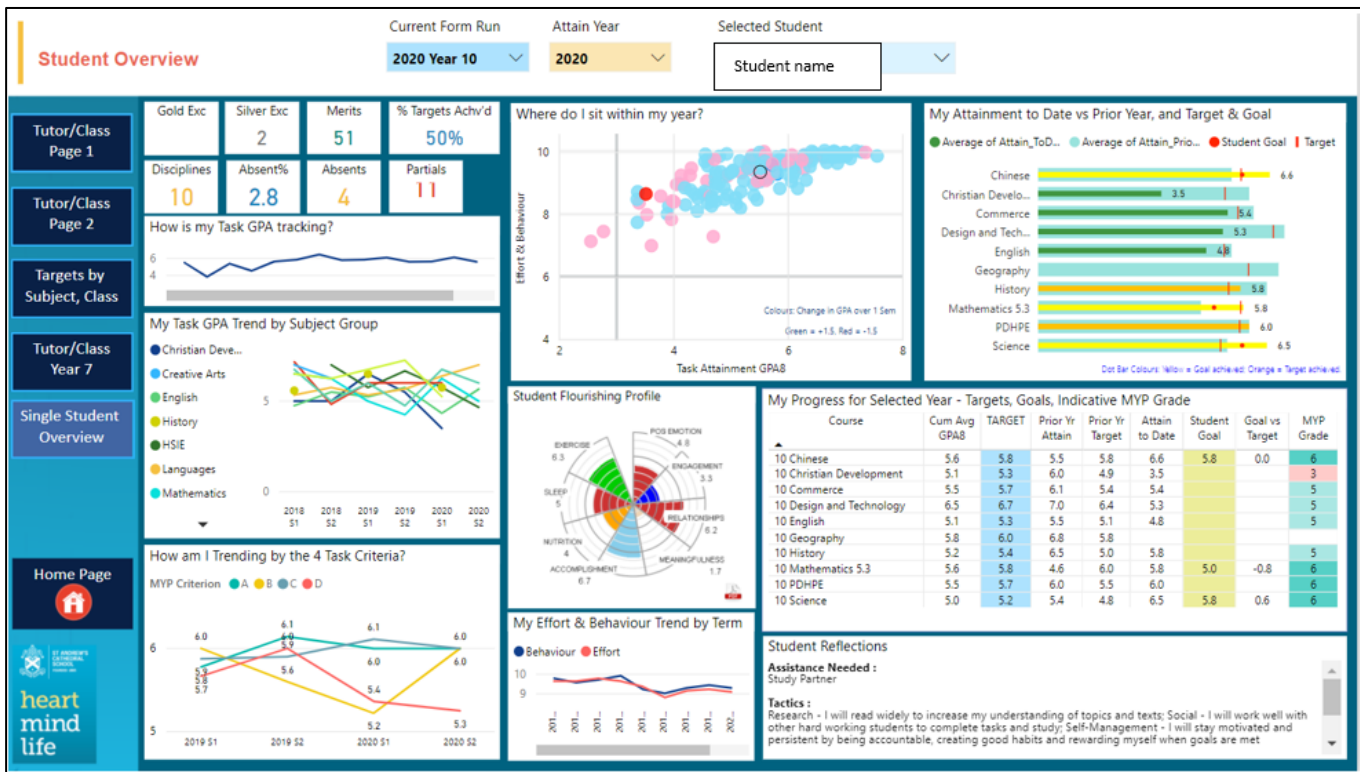 Student Overview
Current Form Run
2020 Year 10
Attain Year
2020
Selected Student
Student name
Tutor/Class
Page 1
Tutor/Class
Page 2
Targets by
Subject, Class
Tutor/Class
Year 7
Single Student
Overview
Home Page
ST ANDREW'S
CATHEDRAL
SCHOOL
heart
mind
life
Gold Exc
Silver Exc
2
Merits
51
% Targets Achv'd
50%
Disciplines
10
Absent%
2.8
Absents
4
Partials
11
How is my Task GPA tracking?
6
4
My Task GPA Trend by Subject Group
Christian Deve...
Creative Arts
English
History
HSIE
Languages
Mathematics
5
0
2018 2018 2019 2019 2020 2020
S1 S2 S1 S2 S1 S2
How am I Trending by the 4 Task Criteria?
MYP Criterion A B C D
6
5
6.0
5.9
5.8
5.7
6.1
6.0
5.9
5.6
6.1
6.0
5.4
5.2
6.0
6.0
5.3
2019 S1 2019 S2 2020 S1 2020 S2
Where do I sit within my year?
Effort & Behaviour
10
8
6
4
Colours: Change in GPA over 1 Sem
Green = +1.5, Red = -1.5
2 4 6 8
Task Attainment GPA8
Student Flourishing Profile
POS EMOTION
4.8
ENGAGEMENT
3.3
RELATIONSHIPS
6.2
MEANINGFULNESS
1.7
ACCOMPLISHMENT
6.7
NUTRITION
4
SLEEP
5
EXERCISE
6.3
PDF
My Effort & Behaviour Trend by Term
Behaviour Effort
10
9
201... 201... 201... 201... 201... 201... 201... 201... 202...
My Attainment to Date vs Prior Year, and Target & Goal
Average of Attain_ToD... Average of Attain_Prio... Student Goal Target
Chinese 6.6
Christian Develo... 3.5
Commerce 5.4
Design and Tech... 5.3
English 4.8
Geography
History 5.8
Mathematics 5.3 5.8
PDHPE 6.0
Science 6.5
Dot Bar Colours: Yellow = Goal achieved: Orange = Target achieved
My Progress for Selected Year - Targets, Goals, Indicative MYP Grade
Course Cum Avg GPA8 TARGET Prior Yr Attain Prior Yr Target Attain to Date Student Goal Goal vs Target MYP Grade
10 Chinese 5.6 5.8 5.5 5.8 6.6 5.8 0.0 6
10 Christian Development 5.1 5.3 6.0 4.9 3.5 3
10 Commerce 5.5 5.7 6.1 5.4 5.4 5
10 Design and Technology 6.5 6.7 7.0 6.4 5.3 5
10 English 5.1 5.3 5.5 5.1 4.8 5
10 Geography 5.8 6.0 6.8 5.8
10 History 5.2 5.4 6.5 5.0 5.8 5
10 Mathematics 5.3 5.6 5.8 4.6 6.0 5.8 5.0 -0.8 6
10 PDHPE 5.5 5.7 6.0 5.5 6.0 6
10 Science 5.0 5.2 5.4 4.8 6.5 5.8 0.6 6
Student Reflections
Assistance Needed :
Study Partner
Tactics :
Research - I will read widely to increase my understanding of topics and texts; Social - I will work well with
other hard working students to complete tasks and study; Self-Management - I will stay motivated and
persistent by being accountable, creating good habits and rewarding myself when goals are met